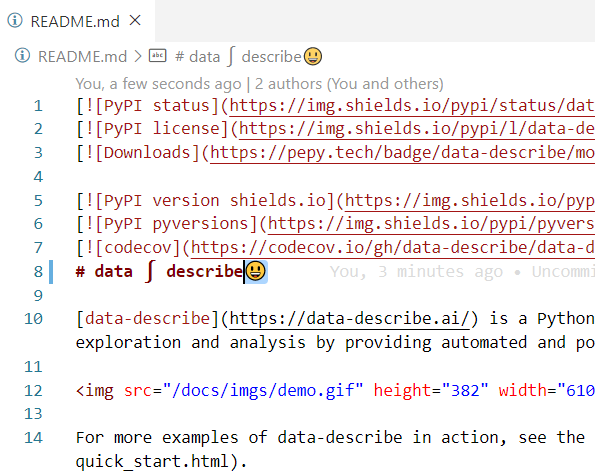 README.md
README.md > # data ∫ describe😃
You, a few seconds ago | 2 authors (You and others)
1 [![PyPI status](https://img.shields.io/pypi/status/dat
2 [![PyPI license](https://img.shields.io/pypi/l/data-de
3 [![Downloads](https://pepy.tech/badge/data-describe/mo
4
5 [![PyPI version shields.io](https://img.shields.io/pyp
6 [![PyPI pyversions](https://img.shields.io/pypi/pyvers
7 [![codecov](https://codecov.io/gh/data-describe/data-d
8 # data ∫ describe😃 You, 3 minutes ago • Uncommi
9
10 [data-describe](https://data-describe.ai/) is a Python
exploration and analysis by providing automated and po
11
12 <img src="/docs/imgs/demo.gif" height="382" width="610
13
14 For more examples of data-describe in action, see the
quick_start.html).